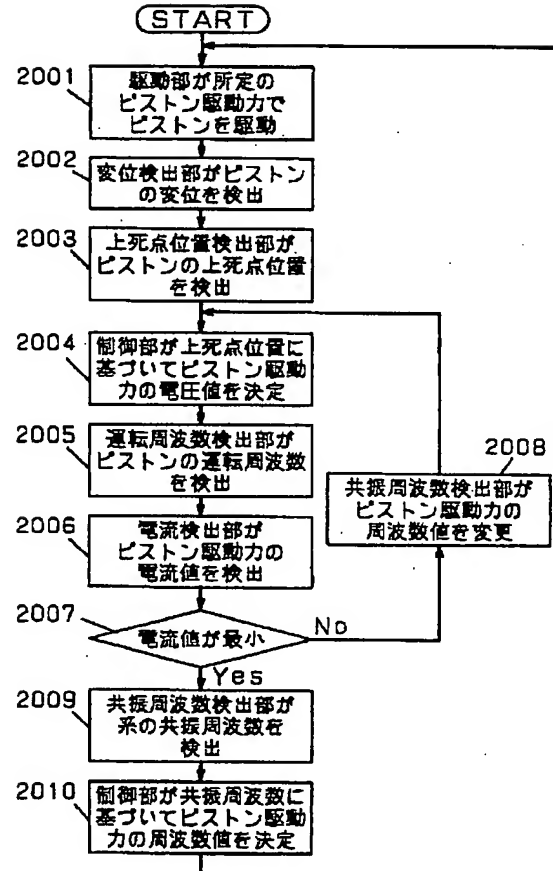 START
2001
駆動部が所定の
ピストン駆動力で
ピストンを駆動
2002
変位検出部がピストン
の変位を検出
2003
上死点位置検出部が
ピストンの上死点位置
を検出
2004
制御部が上死点位置に
基づいてピストン駆動
力の電圧値を決定
2005
運転周波数検出部が
ピストンの運転周波数
を検出
2008
共振周波数検出部が
ピストン駆動力の
周波数値を変更
2006
電流検出部が
ピストン駆動力の
電流値を検出
2007
電流値が最小
No
Yes
2009
共振周波数検出部が
系の共振周波数を
検出
2010
制御部が共振周波数に
基づいてピストン駆動
力の周波数値を決定